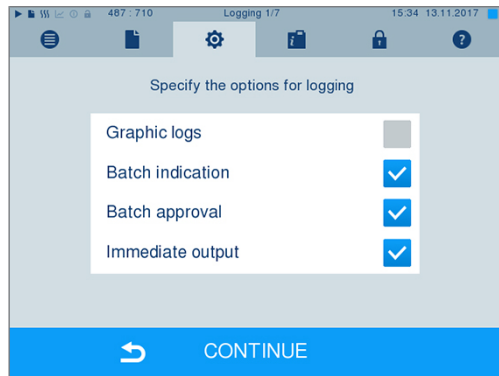 487 : 710 Logging 1/7 15:34 13.11.2017
Specify the options for logging
Graphic logs
Batch indication
Batch approval
Immediate output
CONTINUE